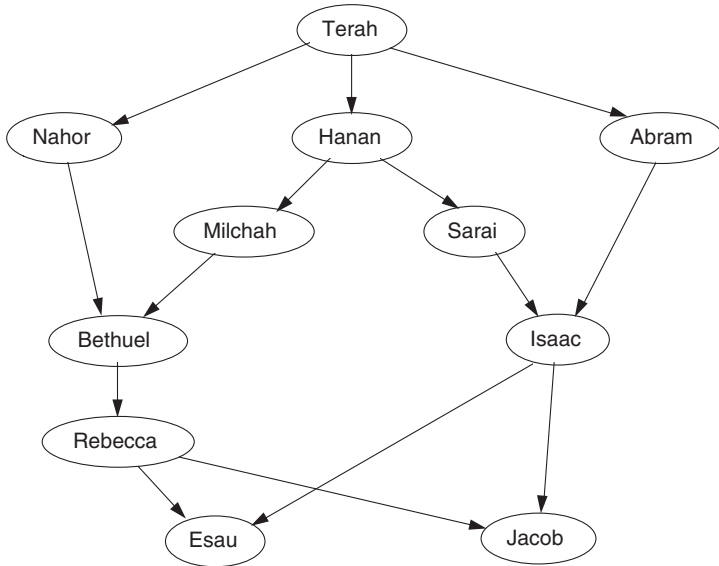 Terah
Nahor
Hanan
Abram
Milchah
Sarai
Bethuel
Isaac
Rebecca
Esau
Jacob